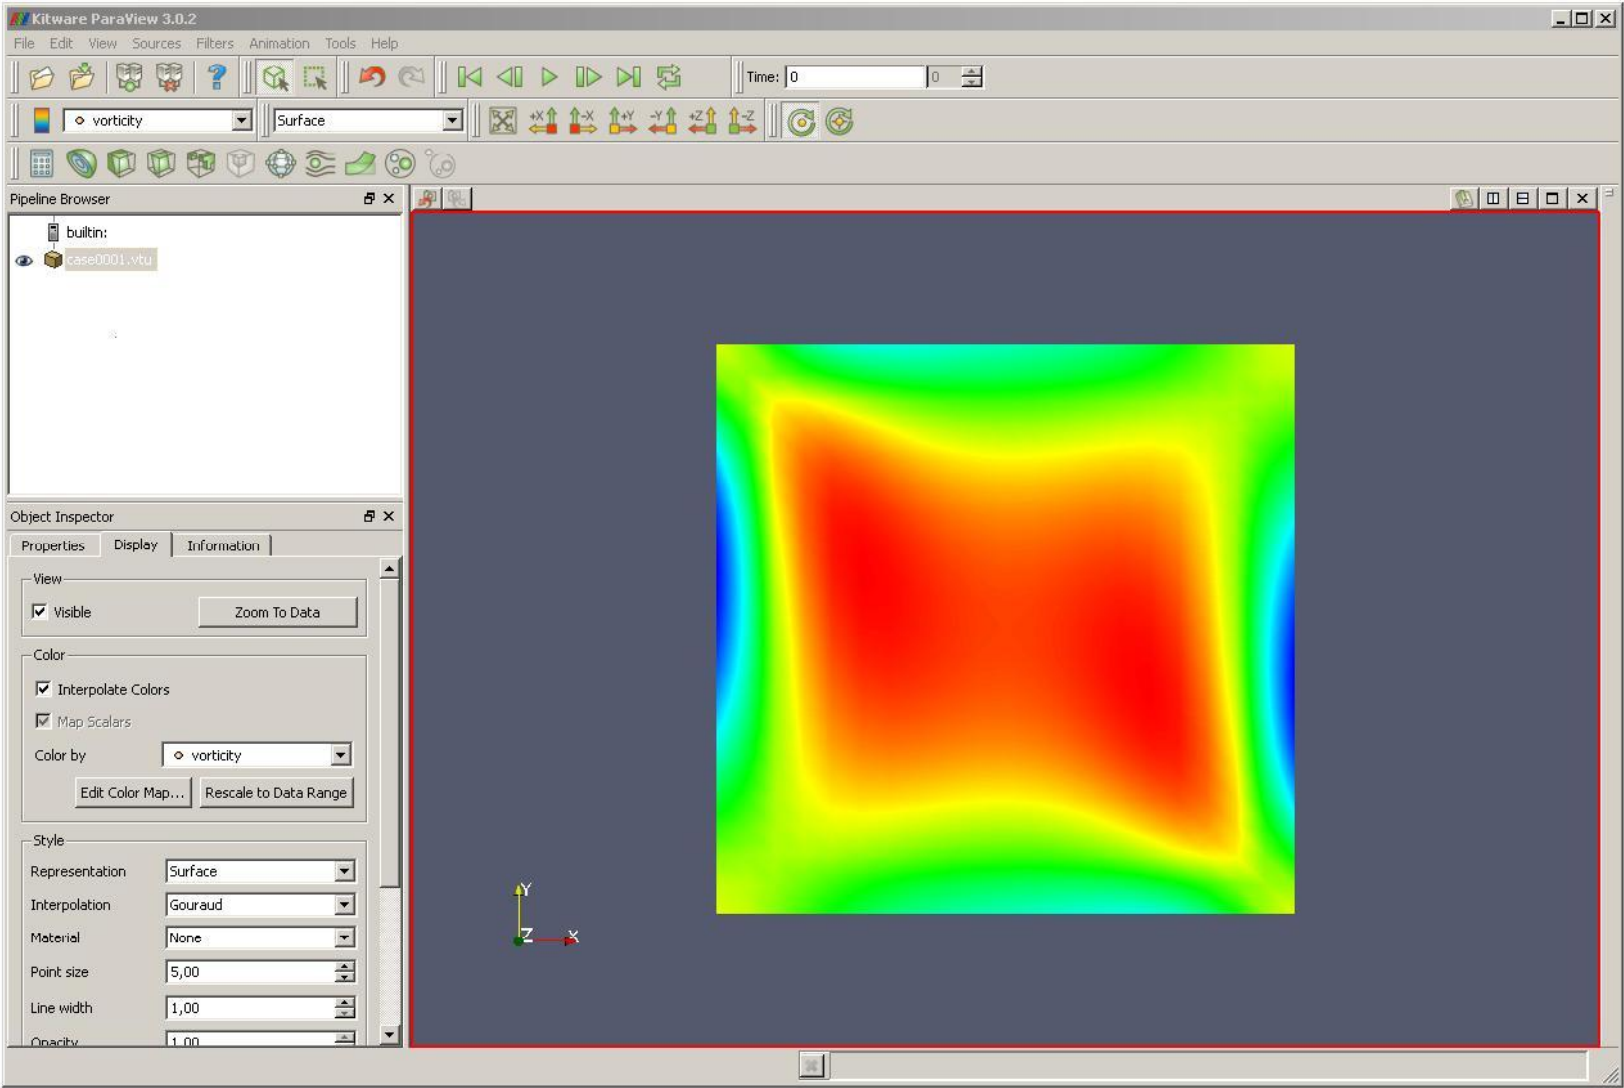 Kitware ParaView 3.0.2
File Edit View Sources Filters Animation Tools Help
Time: 0 0
vorticity Surface +X -X +Y -Y +Z -Z
Pipeline Browser
builtin:
case0001.vtu
Object Inspector
Properties Display Information
View
Visible Zoom To Data
Color
Interpolate Colors
Map Scalars
Color by vorticity
Edit Color Map... Rescale to Data Range
Style
Representation Surface
Interpolation Gouraud
Material None
Point size 5,00
Line width 1,00
Opacity 1,00
Y
Z X